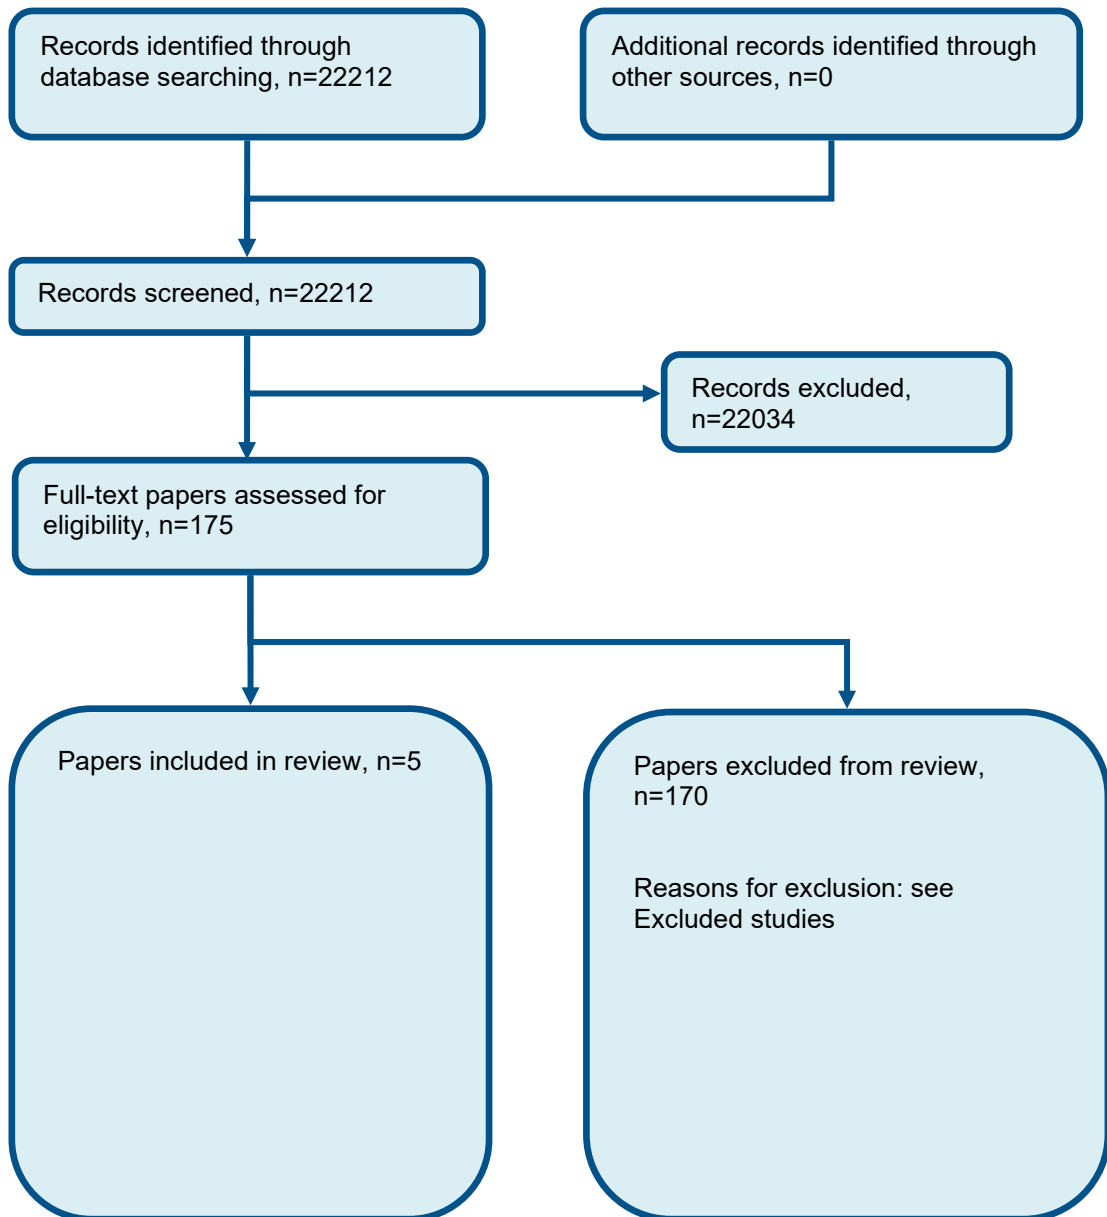 Records identified through
database searching, n=22212
Additional records identified through
other sources, n=0
Records screened, n=22212
Records excluded,
n=22034
Full-text papers assessed for
eligibility, n=175
Papers included in review, n=5
Papers excluded from review,
n=170
Reasons for exclusion: see
Excluded studies